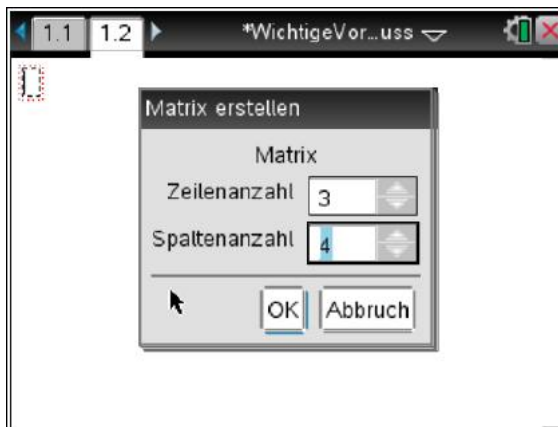 1.1 1.2 *WichtigeVor...uss
Matrix erstellen
Matrix
Zeilenanzahl 3
Spaltenanzahl 4
OK Abbruch